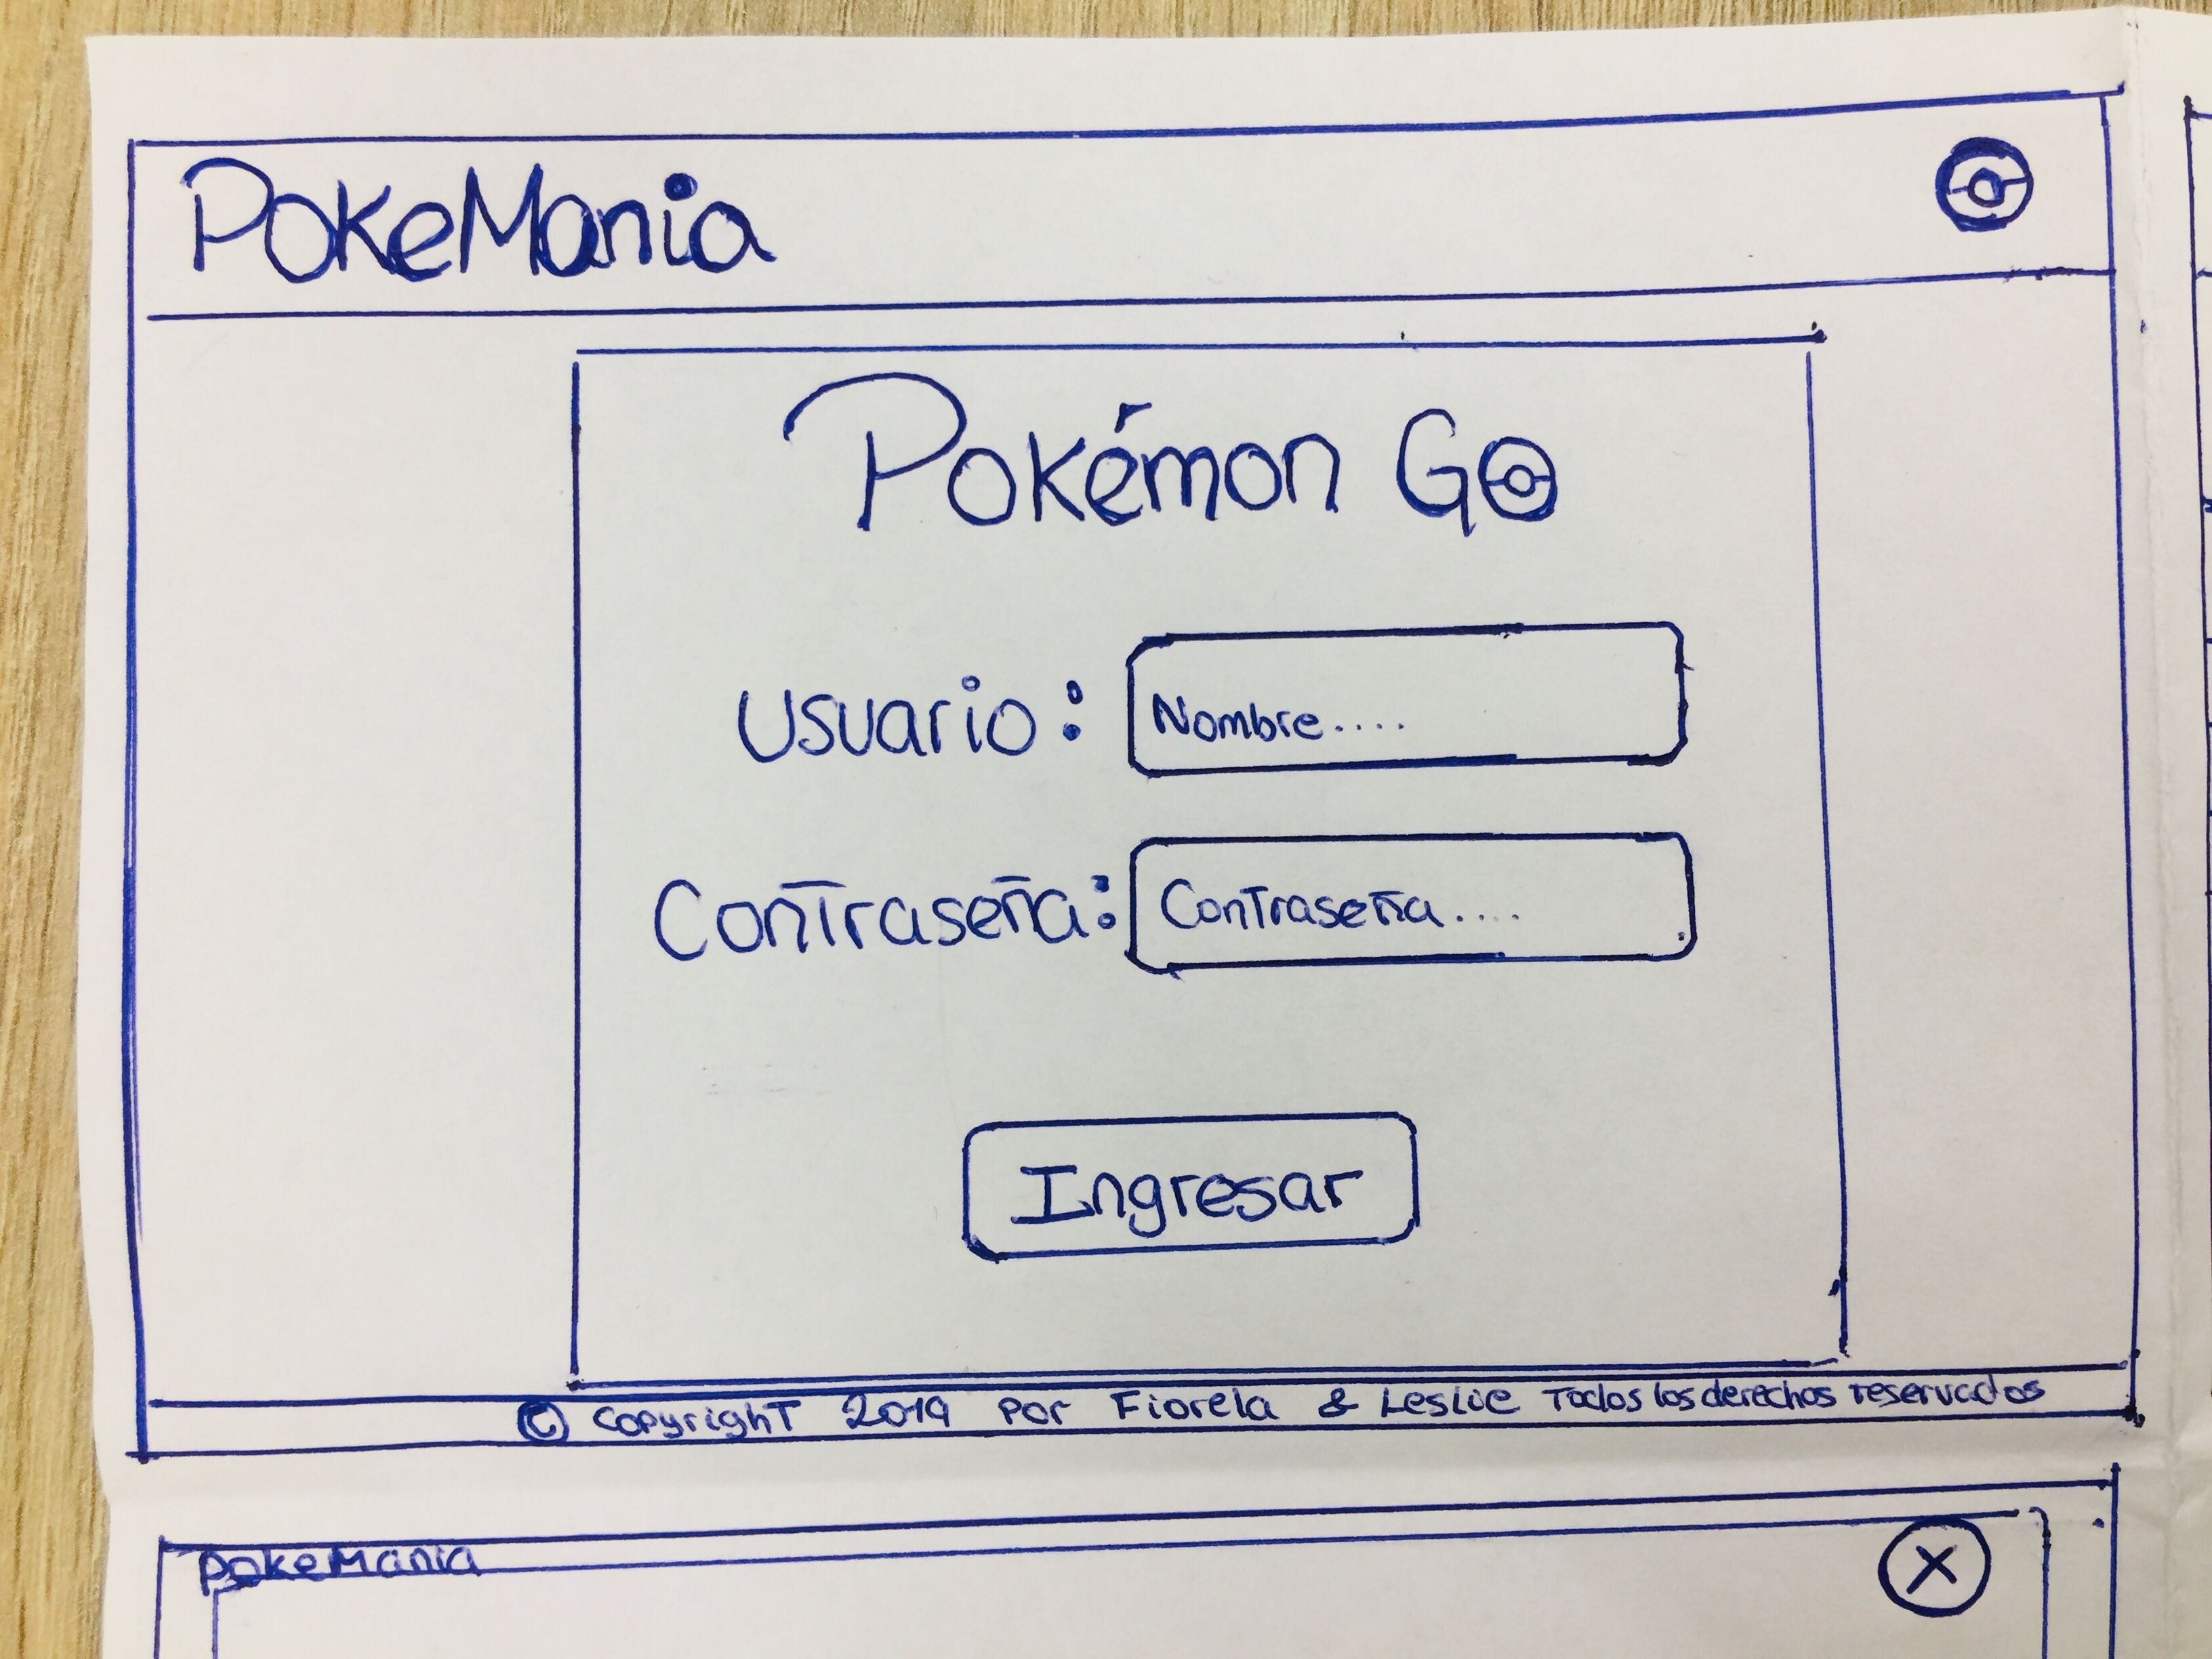 PokeMania
Pokémon GO
Usuario:
Nombre....
Contraseña:
Contraseña....
Ingresar
© Copyright 2019 por Fiorela & Leslie Todos los derechos reservados
PokeMania
X